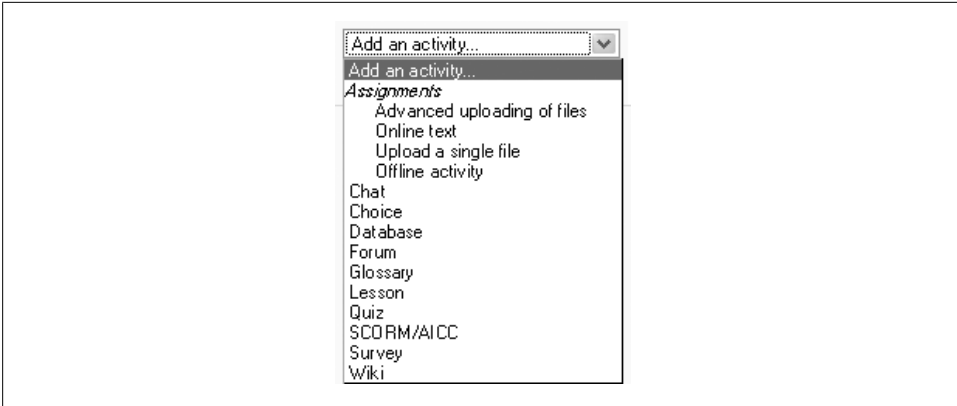 Add an activity...
Add an activity...
Assignments
Advanced uploading of files
Online text
Upload a single file
Offline activity
Chat
Choice
Database
Forum
Glossary
Lesson
Quiz
SCORM/AICC
Survey
Wiki